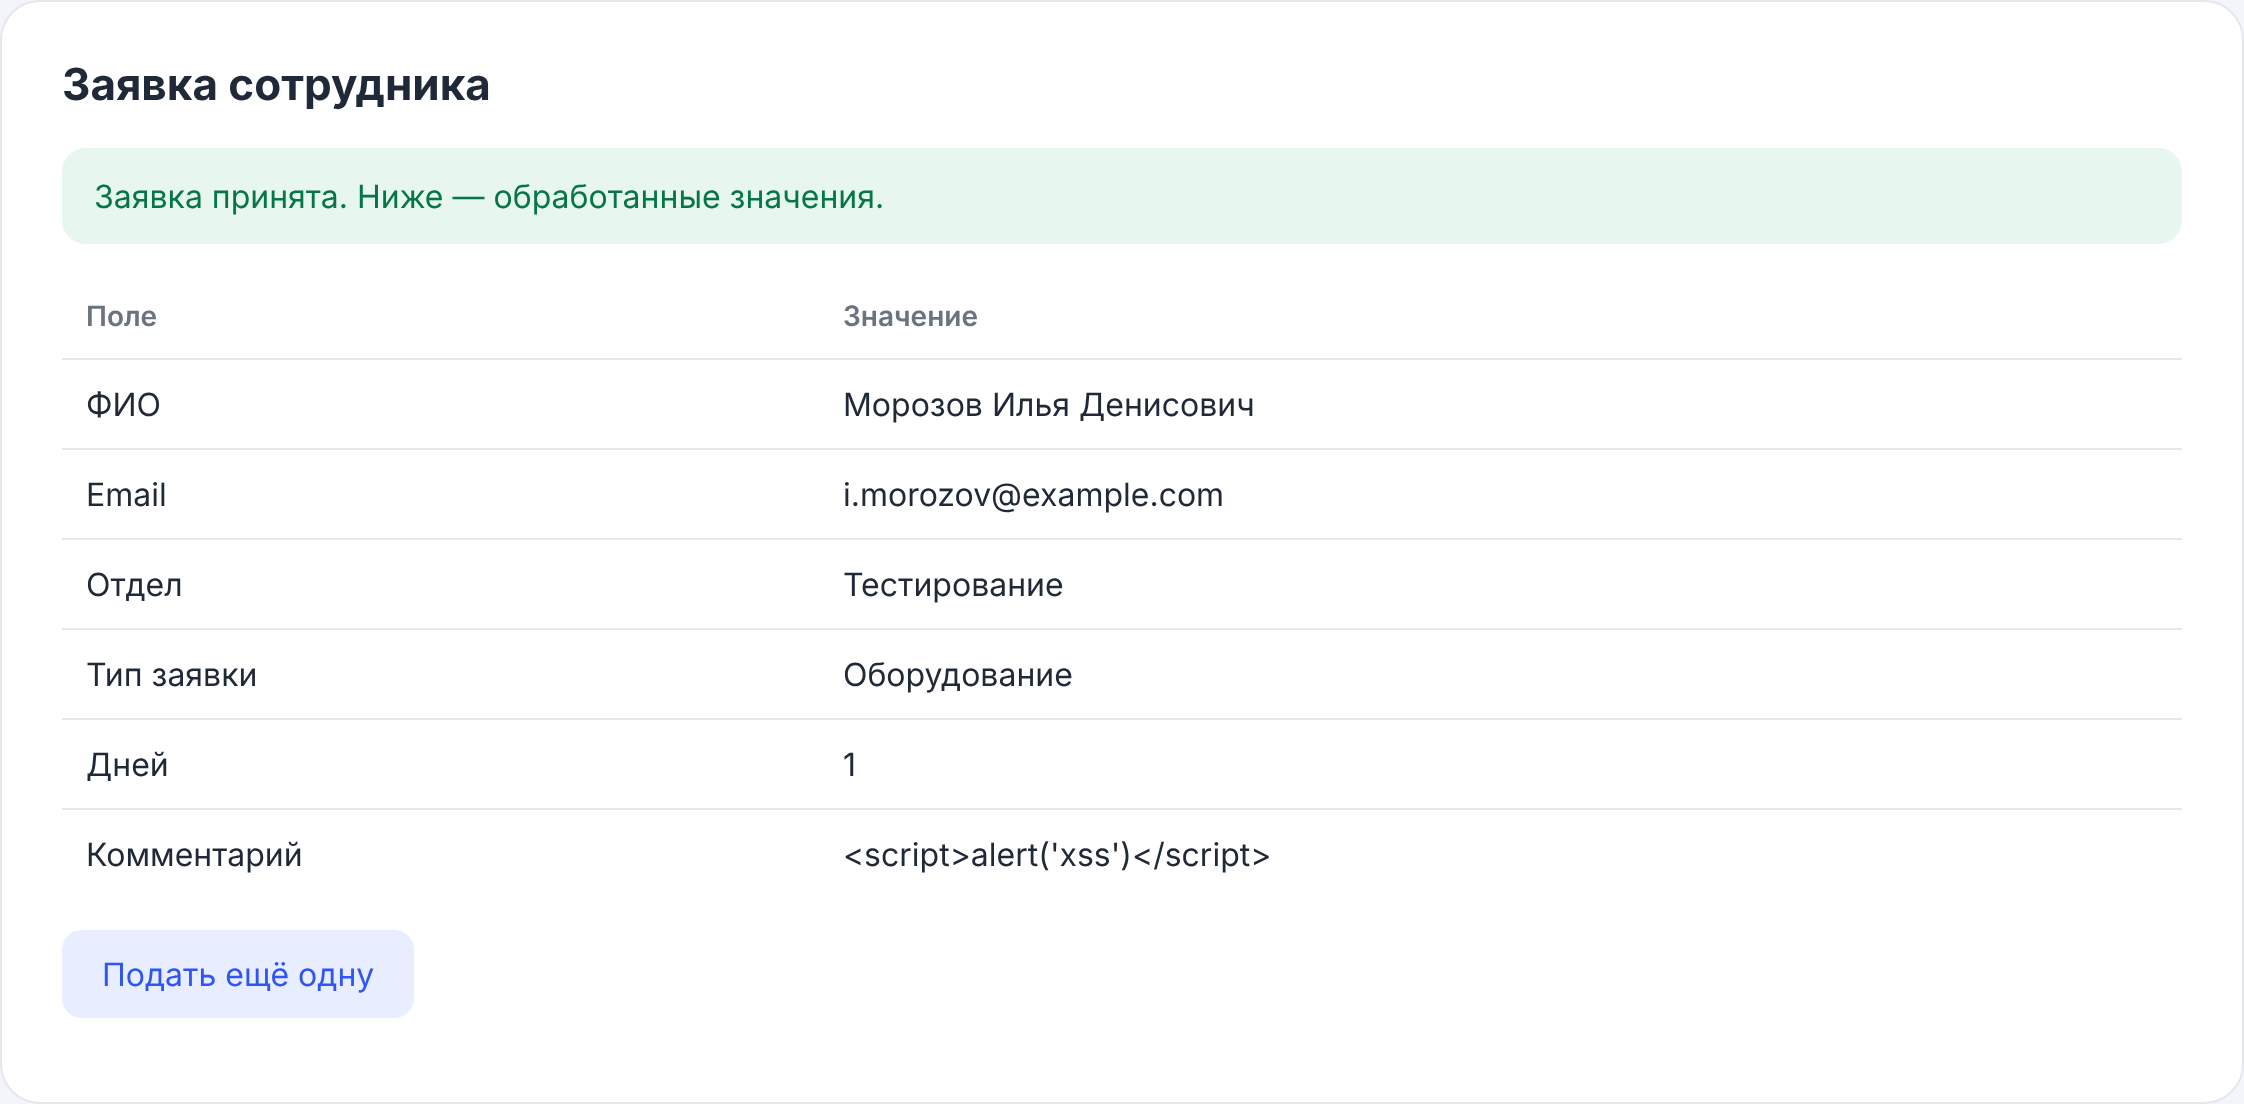 Заявка сотрудника
Заявка принята. Ниже — обработанные значения.
Поле Значение
ФИО Морозов Илья Денисович
Email i.morozov@example.com
Отдел Тестирование
Тип заявки Оборудование
Дней 1
Комментарий <script>alert('xss')</script>
Подать ещё одну